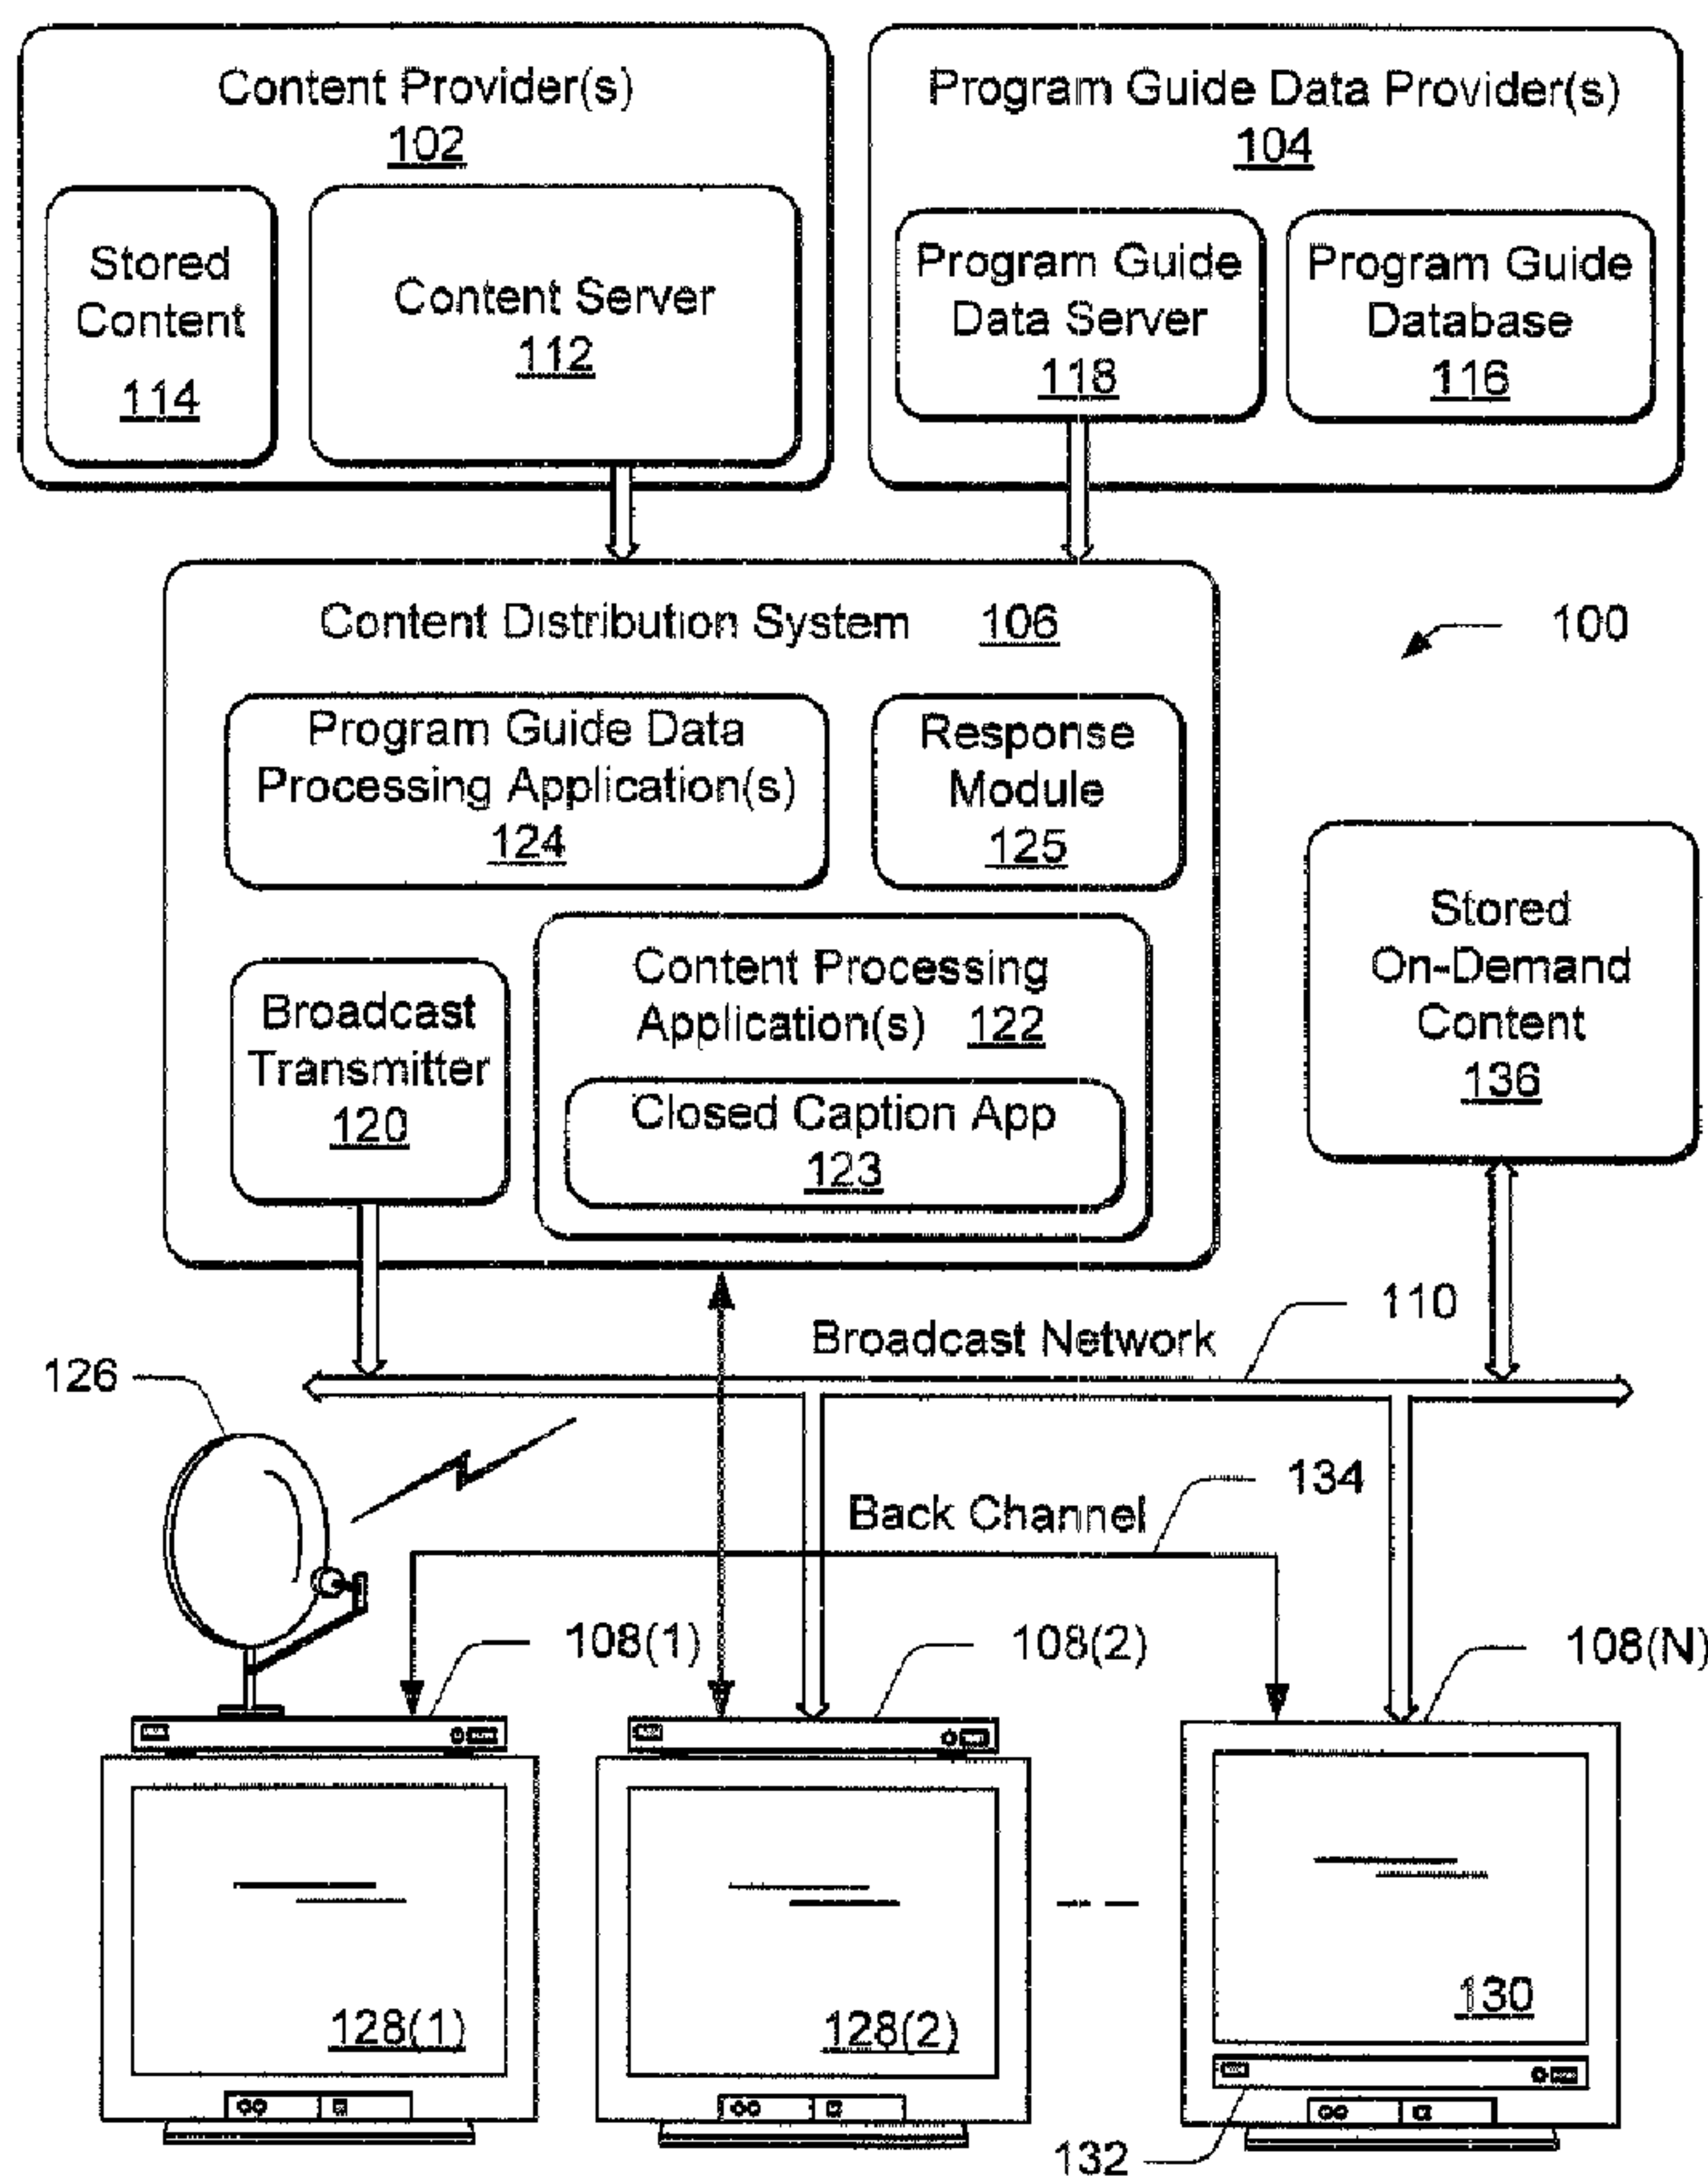 Content Provider(s)
102
Stored
Content
114
Content Server
112
Program Guide Data Provider(s)
104
Program Guide
Data Server
118
Program Guide
Database
116
Content Distribution System 106
100
Program Guide Data
Processing Application(s)
124
Response
Module
125
Broadcast
Transmitter
120
Content Processing
Application(s) 122
Closed Caption App
123
Stored
On-Demand
Content
136
110
Broadcast Network
126
134
Back Channel
108(1)
108(2)
108(N)
128(1)
128(2)
130
132